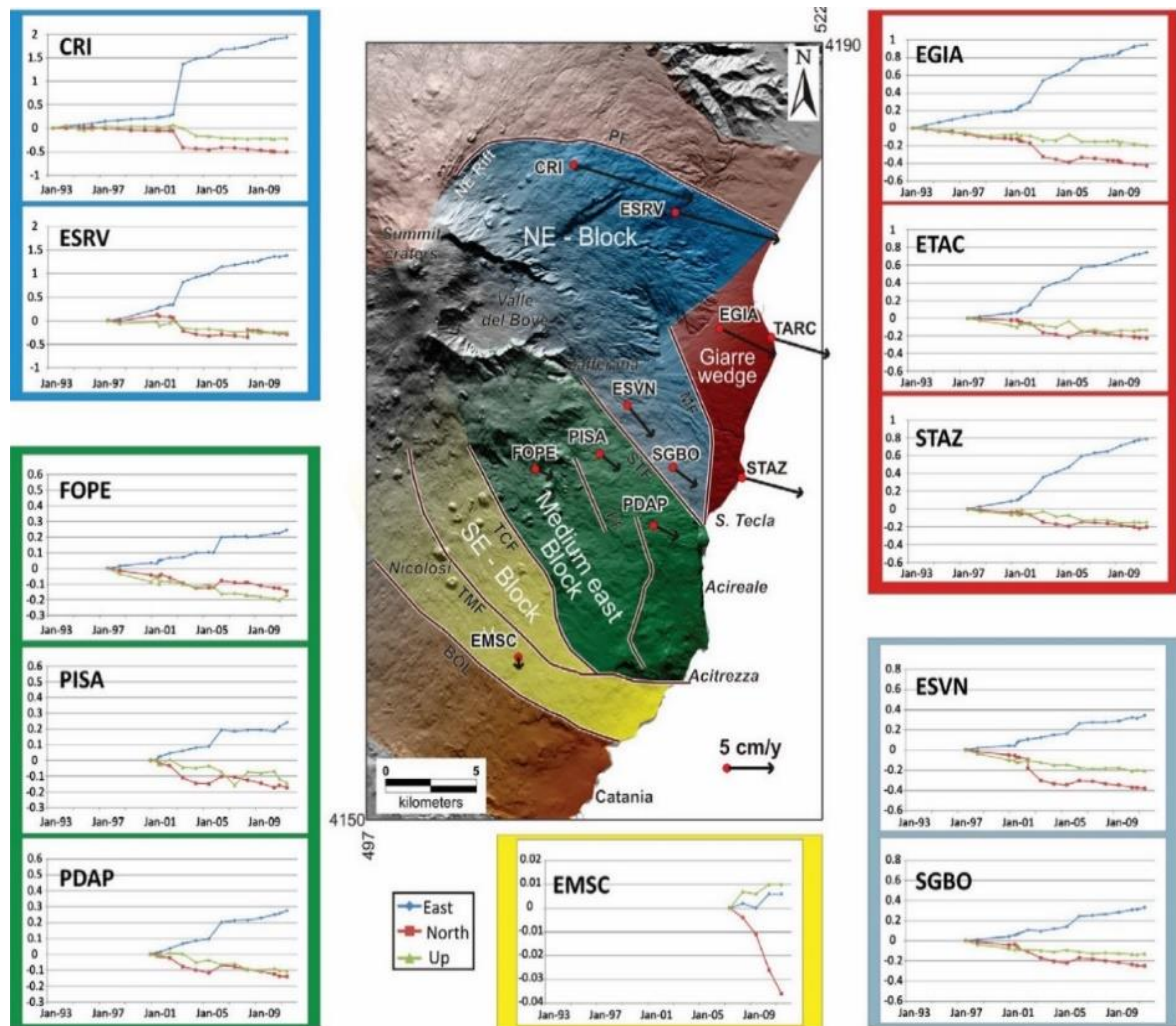 CRI
2
1.5
1
0.5
0
-0.5
-1
Jan-93 Jan-97 Jan-01 Jan-05 Jan-09
ESRV
2
1.5
1
0.5
0
-0.5
-1
Jan-93 Jan-97 Jan-01 Jan-05 Jan-09
FOPE
0.6
0.5
0.4
0.3
0.2
0.1
0
-0.1
-0.2
-0.3
Jan-93 Jan-97 Jan-01 Jan-05 Jan-09
PISA
0.6
0.5
0.4
0.3
0.2
0.1
0
-0.1
-0.2
-0.3
Jan-93 Jan-97 Jan-01 Jan-05 Jan-09
PDAP
0.6
0.5
0.4
0.3
0.2
0.1
0
-0.1
-0.2
0.3
Jan-93 Jan-97 Jan-01 Jan-05 Jan-09
522
4190
N
PF
NE Rift
CRI
ESRV
NE - Block
Summit
craters
Valle
del Bove
EGIA
TARC
Giarre
wedge
MF
ESVN
PISA
FOPE
SGBO
STAZ
PDAP
S. Tecla
Medium east
Block
TCF
SE - Block
Nicolosi
TMF
Acireale
EMSC
BOL
Acitrezza
5 cm/y
0 5
kilometers
Catania
4150
497
East
North
Up
EMSC
0.02
0.01
0
-0.01
-0.02
-0.03
-0.04
Jan-93 Jan-97 Jan-01 Jan-05 Jan-09
EGIA
1
0.8
0.6
0.4
0.2
0
-0.2
-0.4
-0.6
Jan-93 Jan-97 Jan-01 Jan-05 Jan-09
ETAC
1
0.8
0.6
0.4
0.2
0
-0.2
-0.4
-0.6
Jan-93 Jan-97 Jan-01 Jan-05 Jan-09
STAZ
1
0.8
0.6
0.4
0.2
0
-0.2
-0.4
-0.6
Jan-93 Jan-97 Jan-01 Jan-05 Jan-09
ESVN
0.8
0.6
0.4
0.2
0
-0.2
-0.4
-0.6
Jan-93 Jan-97 Jan-01 Jan-05 Jan-09
SGBO
0.8
0.6
0.4
0.2
0
-0.2
-0.4
-0.6
Jan-93 Jan-97 Jan-01 Jan-05 Jan-09